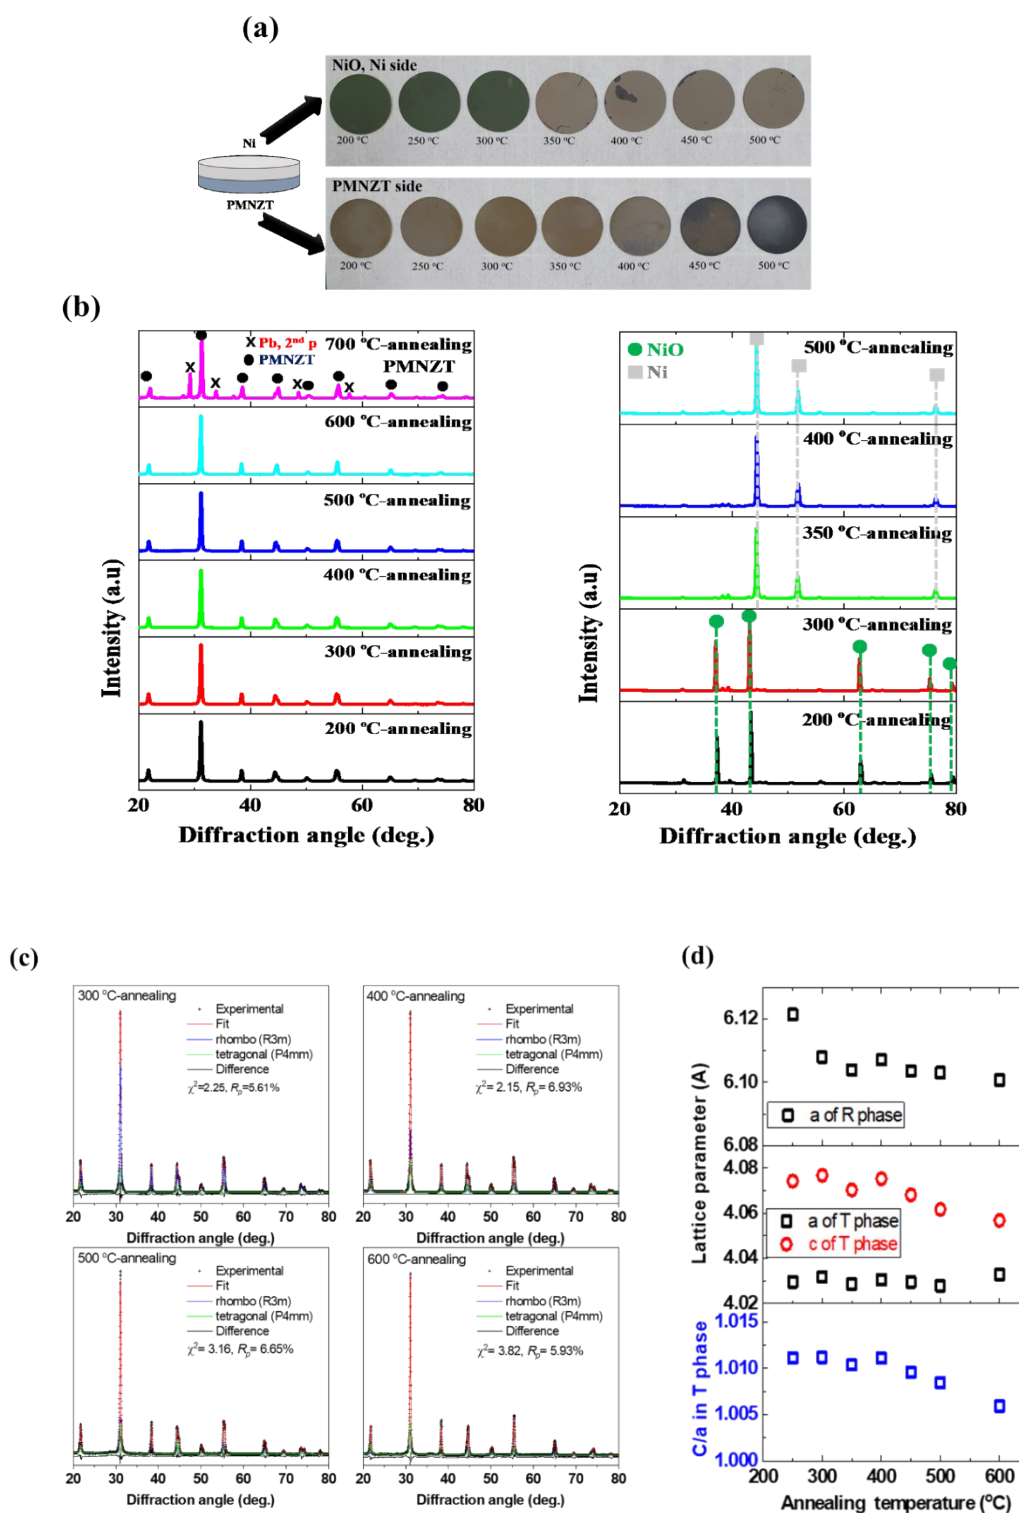 (a)
NiO, Ni side
200 °C 250 °C 300 °C 350 °C 400 °C 450 °C 500 °C
Ni
PMNZT
PMNZT side
200 °C 250 °C 300 °C 350 °C 400 °C 450 °C 500 °C
(b)
x Pb, 2nd p 700 °C-annealing
PMNZT PMNZT
600 °C-annealing
500 °C-annealing
400 °C-annealing
300 °C-annealing
200 °C-annealing
Intensity (a.u)
20 40 60 80
Diffraction angle (deg.)
500 °C-annealing
NiO
Ni
400 °C-annealing
350 °C-annealing
300 °C-annealing
200 °C-annealing
Intensity (a.u)
20 40 60 80
Diffraction angle (deg.)
(c)
300 °C-annealing
Experimental
Fit
rhombo (R3m)
tetragonal (P4mm)
Difference
χ²=2.25, Rp=5.61%
20 30 40 50 60 70 80
Diffraction angle (deg.)
400 °C-annealing
Experimental
Fit
rhombo (R3m)
tetragonal (P4mm)
Difference
χ²= 2.15, Rp= 6.93%
20 30 40 50 60 70 80
Diffraction angle (deg.)
500 °C-annealing
Experimental
Fit
rhombo (R3m)
tetragonal (P4mm)
Difference
χ²= 3.16, Rp= 6.65%
20 30 40 50 60 70 80
Diffraction angle (deg.)
600 °C-annealing
Experimental
Fit
rhombo (R3m)
tetragonal (P4mm)
Difference
χ²= 3.82, Rp= 5.93%
20 30 40 50 60 70 80
Diffraction angle (deg.)
(d)
6.12
6.10
a of R phase
6.08
4.08
4.06
a of T phase
c of T phase
4.04
4.02
Lattice parameter (A)
1.015
1.010
1.005
1.000
C/a in T phase
200 300 400 500 600
Annealing temperature (°C)